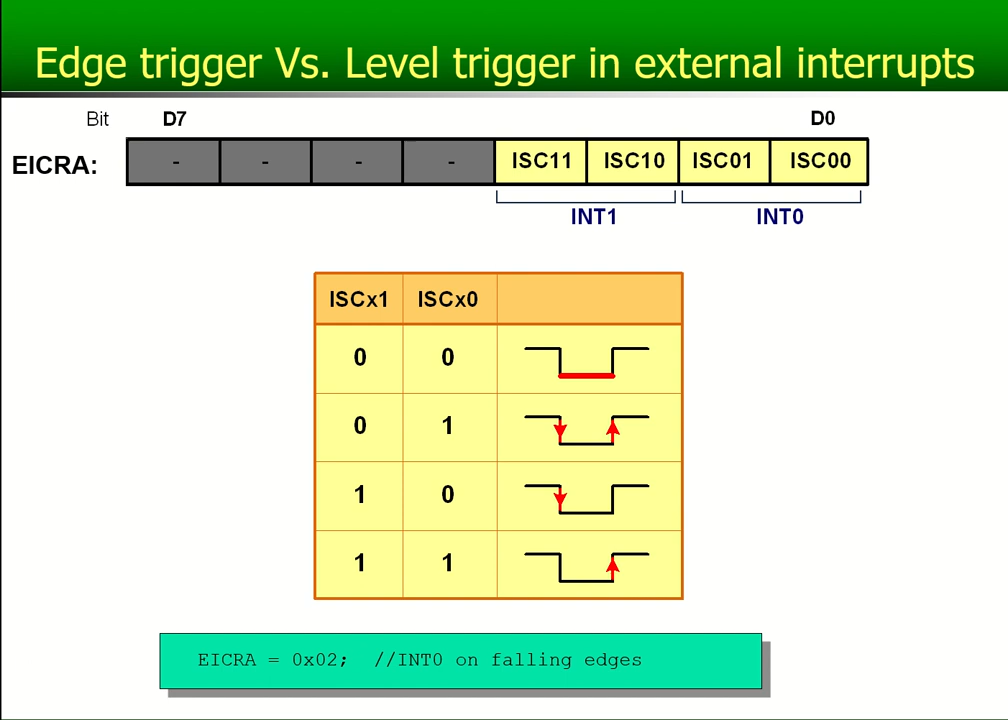 Edge trigger Vs. Level trigger in external interrupts
Bit D7 D0
EICRA: - - - - ISC11 ISC10 ISC01 ISC00
INT1 INT0
ISCx1 ISCx0
0 0
0 1
1 0
1 1
EICRA = 0x02; //INT0 on falling edges